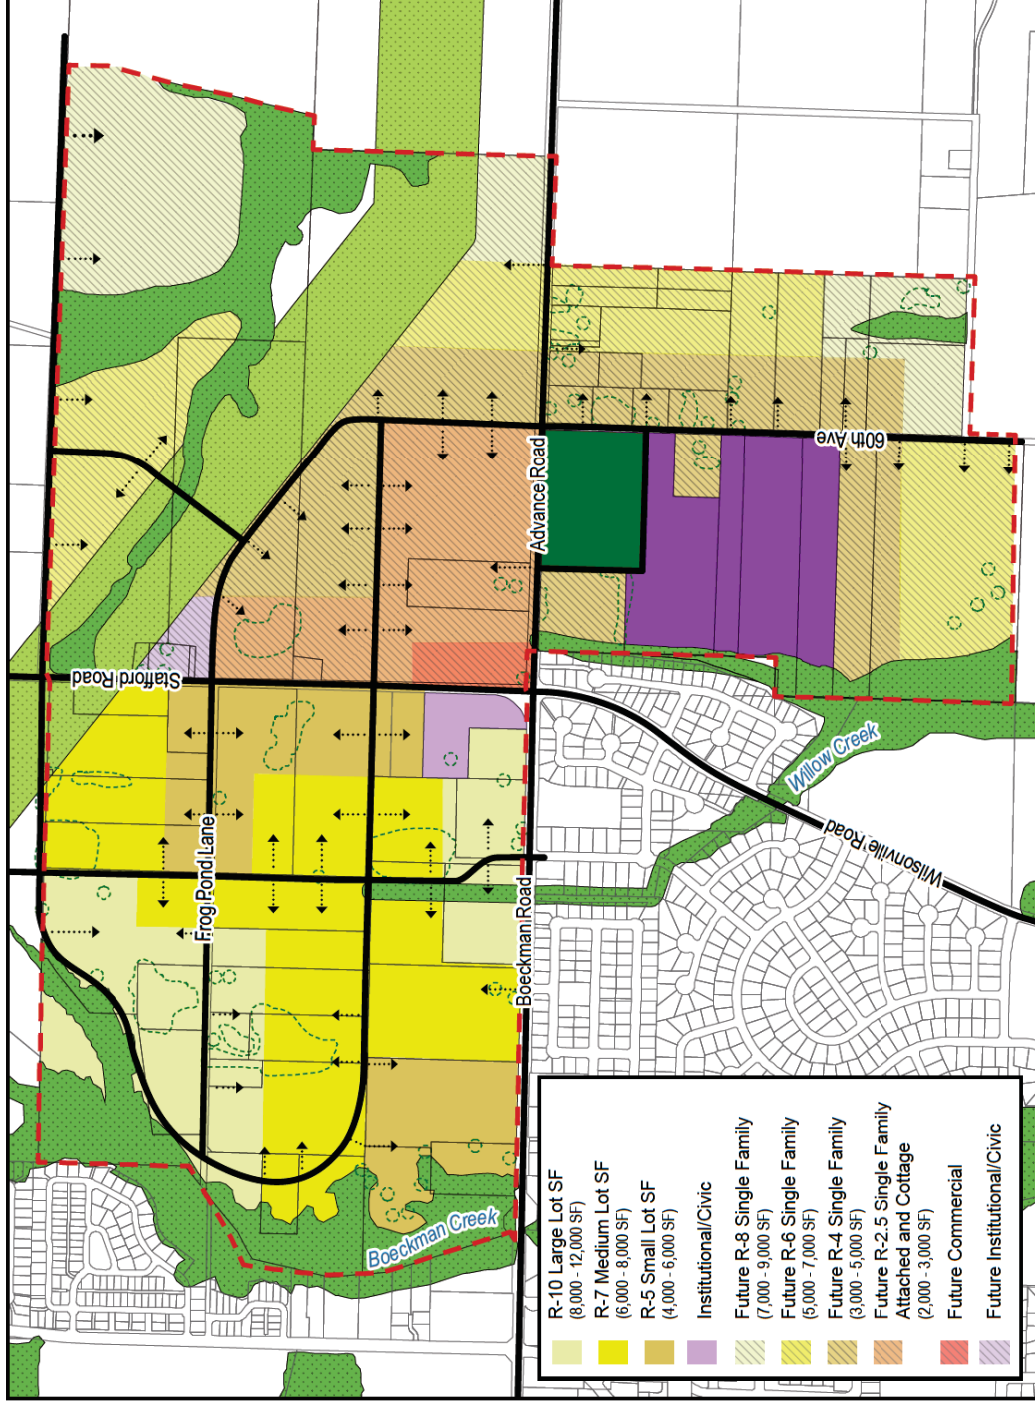 Stafford Road
Frog Pond Lane
Advance Road
60th Ave
Boeckman Road
Willow Creek
Wilsonville Road
Boeckman Creek
R-10 Large Lot SF
(8,000 - 12,000 SF)
R-7 Medium Lot SF
(6,000 - 8,000 SF)
R-5 Small Lot SF
(4,000 - 6,000 SF)
Institutional/Civic
Future R-8 Single Family
(7,000 - 9,000 SF)
Future R-6 Single Family
(5,000 - 7,000 SF)
Future R-4 Single Family
(3,000 - 5,000 SF)
Future R-2.5 Single Family
Attached and Cottage
(2,000 - 3,000 SF)
Future Commercial
Future Institutional/Civic